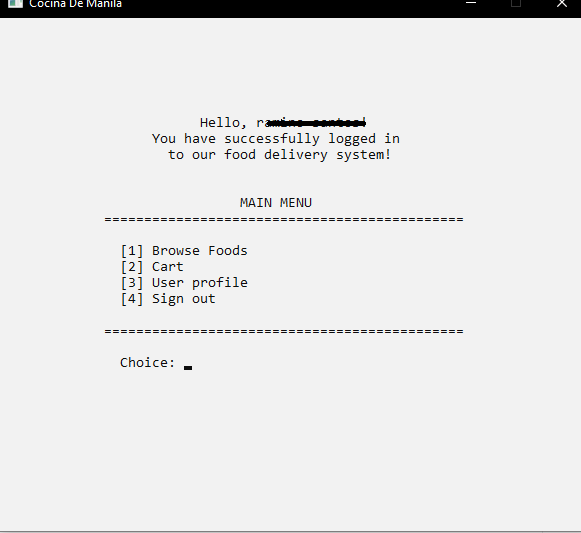 Cocina De Manila
Hello,
You have successfully logged in
to our food delivery system!
MAIN MENU
=============================================
[1] Browse Foods
[2] Cart
[3] User profile
[4] Sign out
=============================================
Choice: